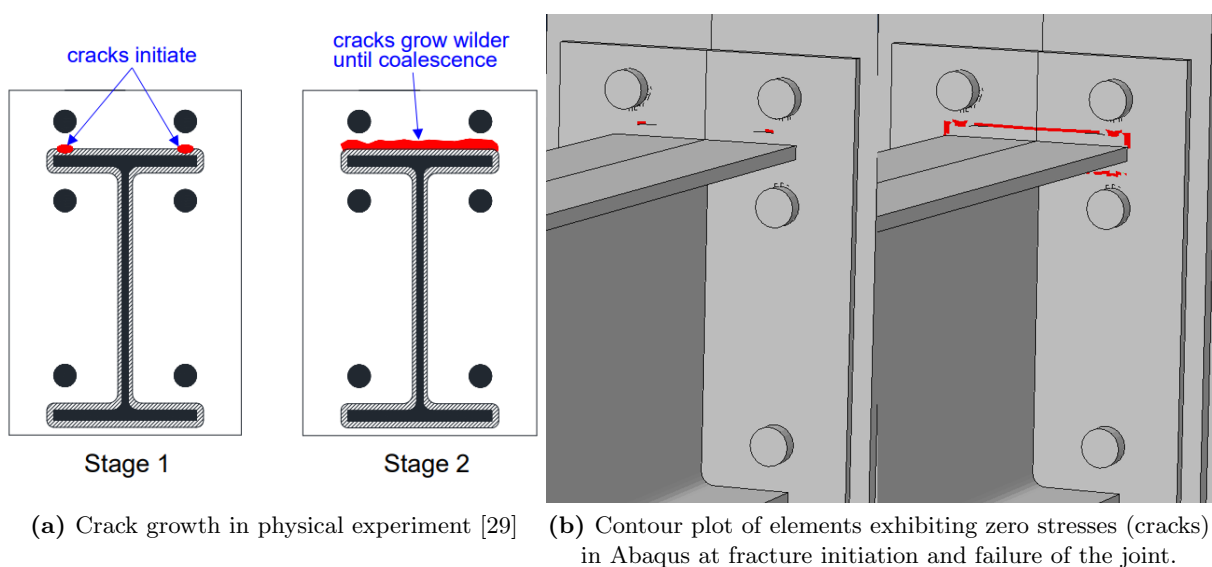 cracks initiate
cracks grow wilder
until coalescence
Stage 1
Stage 2
(a) Crack growth in physical experiment [29]
(b) Contour plot of elements exhibiting zero stresses (cracks)
in Abaqus at fracture initiation and failure of the joint.